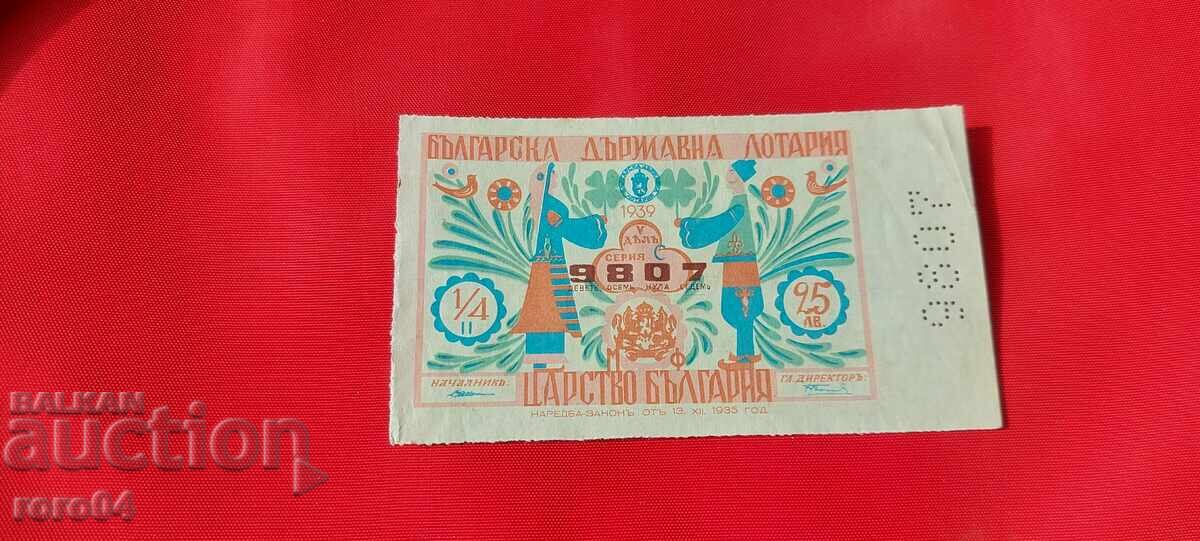 БЪЛГАРСКА ДЪРЖАВНА ЛОТАРИЯ
1939
V
ДѢЛЪ
СЕРИЯ С
9807
ДЕВЕТЬ ОСЕМЬ НУЛА СЕДЕМЬ
1/4
II
25
ЛВ.
М Ф
НАЧАЛНИКЪ:
ГЛ. ДИРЕКТОРЪ:
ЦАРСТВО БЪЛГАРИЯ
НАРЕДБА-ЗАКОНЪ ОТЪ 13. XII. 1935 ГОД.
9807
BALKAN
auction
roro04